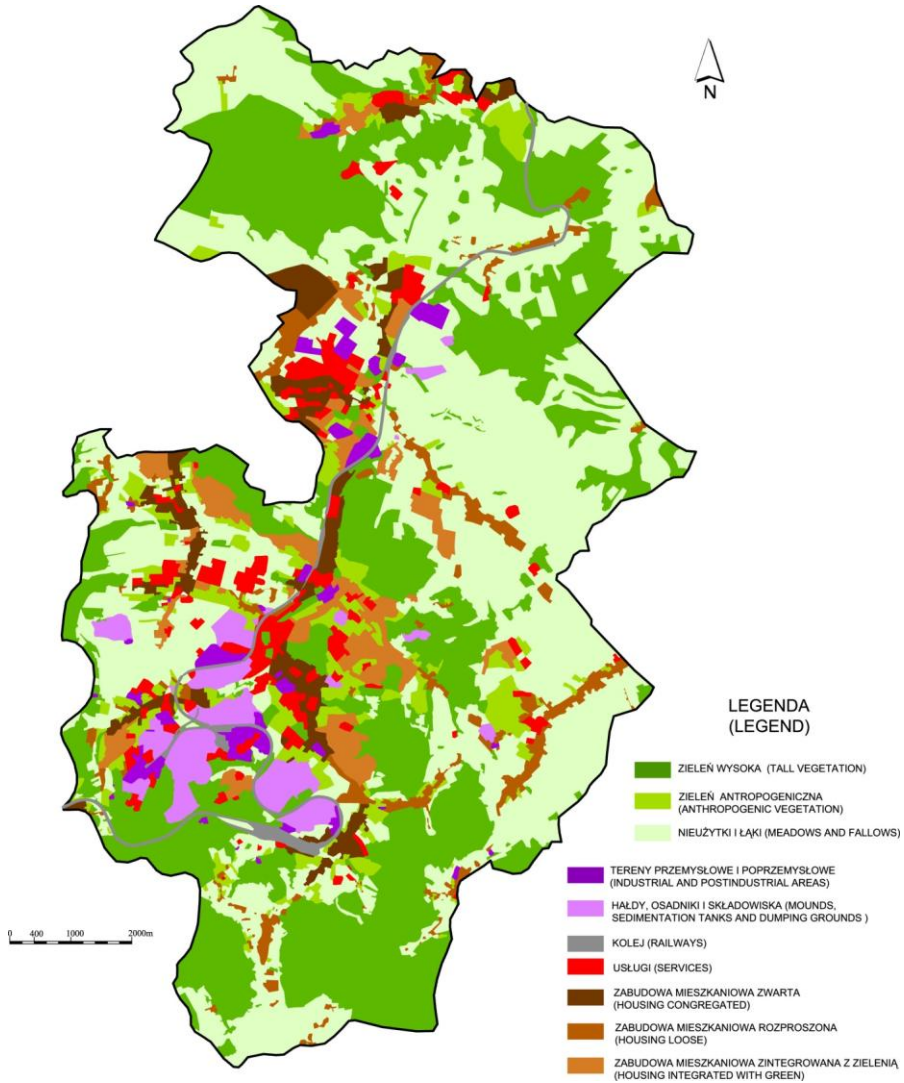 N
LEGENDA
(LEGEND)
ZIELEŃ WYSOKA (TALL VEGETATION)
ZIELEŃ ANTROPOGENICZNA
(ANTHROPOGENIC VEGETATION)
NIEUŻYTKI I ŁĄKI (MEADOWS AND FALLOWS)
TERENY PRZEMYSŁOWE I POPRZEMYSŁOWE
(INDUSTRIAL AND POSTINDUSTRIAL AREAS)
HAŁDY, OSADNIKI I SKŁADOWISKA (MOUNDS,
SEDIMENTATION TANKS AND DUMPING GROUNDS )
KOLEJ (RAILWAYS)
USŁUGI (SERVICES)
ZABUDOWA MIESZKANIOWA ZWARTA
(HOUSING CONGREGATED)
ZABUDOWA MIESZKANIOWA ROZPROSZONA
(HOUSING LOOSE)
ZABUDOWA MIESZKANIOWA ZINTEGROWANA Z ZIELENIĄ
(HOUSING INTEGRATED WITH GREEN)
0 400 1000 2000m